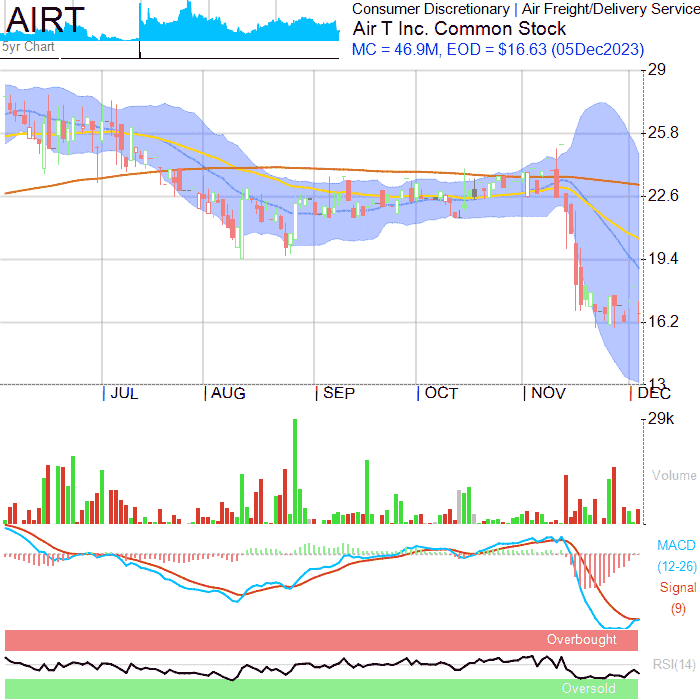 AIRT
5yr Chart
Consumer Discretionary | Air Freight/Delivery Service
Air T Inc. Common Stock
MC = 46.9M, EOD = $16.63 (05Dec2023)
29
25.8
22.6
19.4
16.2
13
JUL AUG SEP OCT NOV DEC
29k
Volume
MACD
(12-26)
Signal
(9)
Overbought
RSI(14)
Oversold